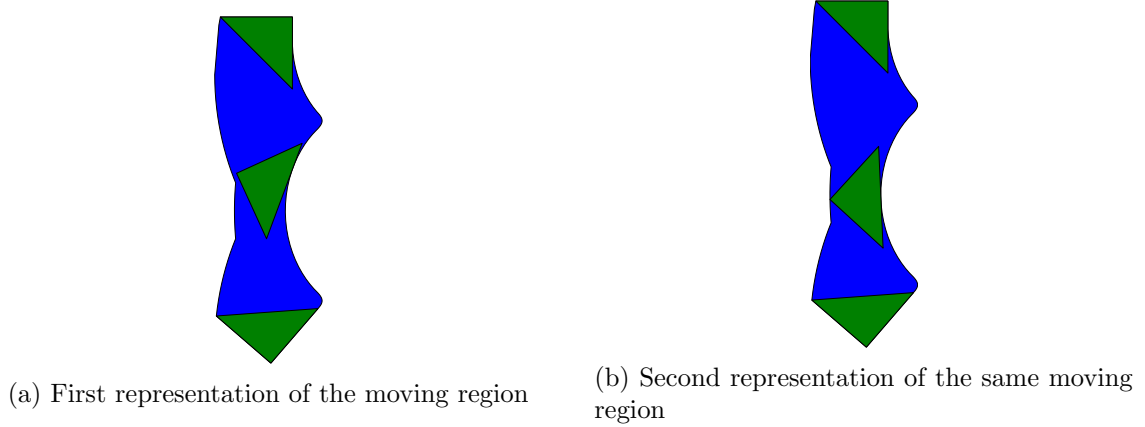 (a) First representation of the moving region
(b) Second representation of the same moving
region